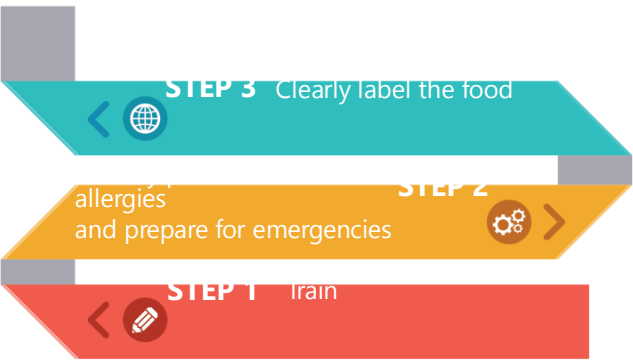 STEP 3 Clearly label the food
STEP 2
allergies
and prepare for emergencies
STEP 1 Train